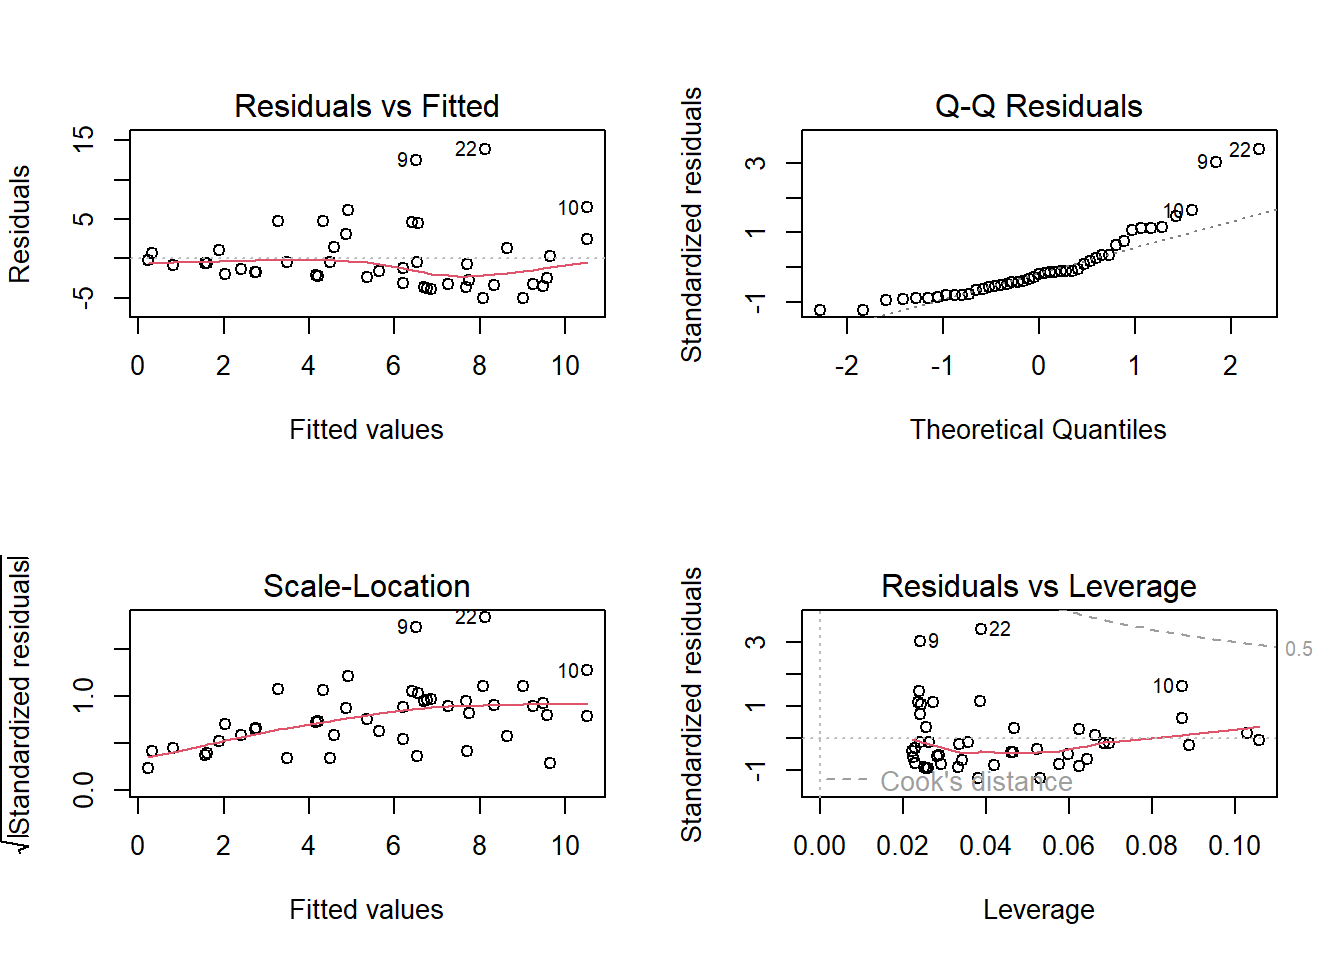 Residuals vs Fitted
Residuals
15
5
-5
9
22
10
0 2 4 6 8 10
Fitted values
Q-Q Residuals
Standardized residuals
3
1
-1
9
22
10
-2 -1 0 1 2
Theoretical Quantiles
Scale-Location
√|Standardized residuals|
1.0
0.0
9
22
10
0 2 4 6 8 10
Fitted values
Residuals vs Leverage
Standardized residuals
3
1
-1
9
22
10
0.5
Cook's distance
0.00 0.02 0.04 0.06 0.08 0.10
Leverage